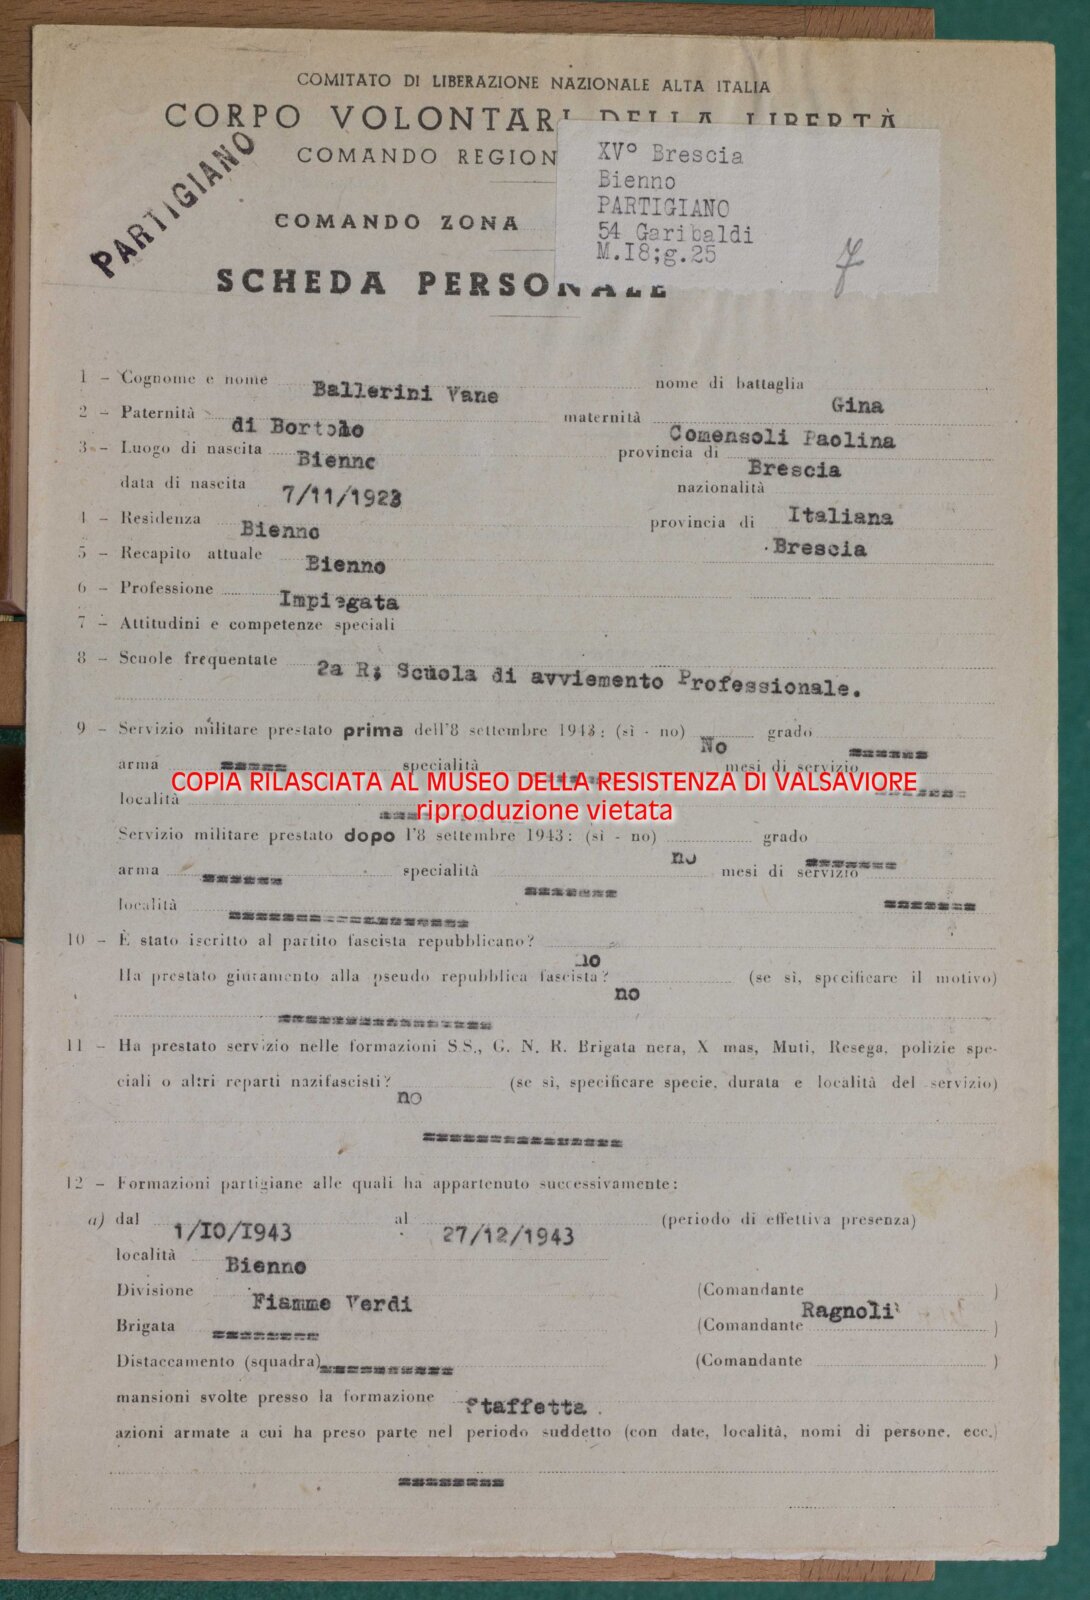 COMITATO DI LIBERAZIONE NAZIONALE ALTA ITALIA
CORPO VOLONTARI DELLA LIBERTÀ
COMANDO REGION
PARTIGIANO
COMANDO ZONA
SCHEDA PERSONALE
XV° Brescia
Bienno
PARTIGIANO
54 Garibaldi
M.I8;g.25
7
1 - Cognome e nome Ballerini Vane nome di battaglia Gina
2 - Paternità di Bortolo maternità Comensoli Paolina
3 - Luogo di nascita Bienno provincia di Brescia
data di nascita 7/11/1923 nazionalità Italiana
4 - Residenza Bienno provincia di Brescia
5 - Recapito attuale Bienno
6 - Professione Impiegata
7 - Attitudini e competenze speciali
8 - Scuole frequentate 2a R; Scuola di avviemento Professionale.
9 - Servizio militare prestato prima dell'8 settembre 1943: (sì - no) No grado =======
arma ===== specialità mesi di servizio
COPIA RILASCIATA AL MUSEO DELLA RESISTENZA DI VALSAVIORE
località
riproduzione vietata
Servizio militare prestato dopo l'8 settembre 1943: (sì - no) no grado =======
arma ====== specialità ======= mesi di servizio =======
località ==================
10 - È stato iscritto al partito fascista repubblicano? no
Ha prestato giuramento alla pseudo repubblica fascista? no (se sì, specificare il motivo)
================
11 - Ha prestato servizio nelle formazioni S.S., G. N. R. Brigata nera, X mas, Muti, Resega, polizie spe-
ciali o altri reparti nazifascisti? no (se sì, specificare specie, durata e località del servizio)
===============
12 - Formazioni partigiane alle quali ha appartenuto successivamente:
a) dal 1/IO/1943 al 27/12/1943 (periodo di effettiva presenza)
località Bienno
Divisione Fiamme Verdi (Comandante Ragnoli )
Brigata ======== (Comandante )
Distaccamento (squadra) ========== (Comandante )
mansioni svolte presso la formazione Staffetta.
azioni armate a cui ha preso parte nel periodo suddetto (con date, località, nomi di persone, ecc.)
========